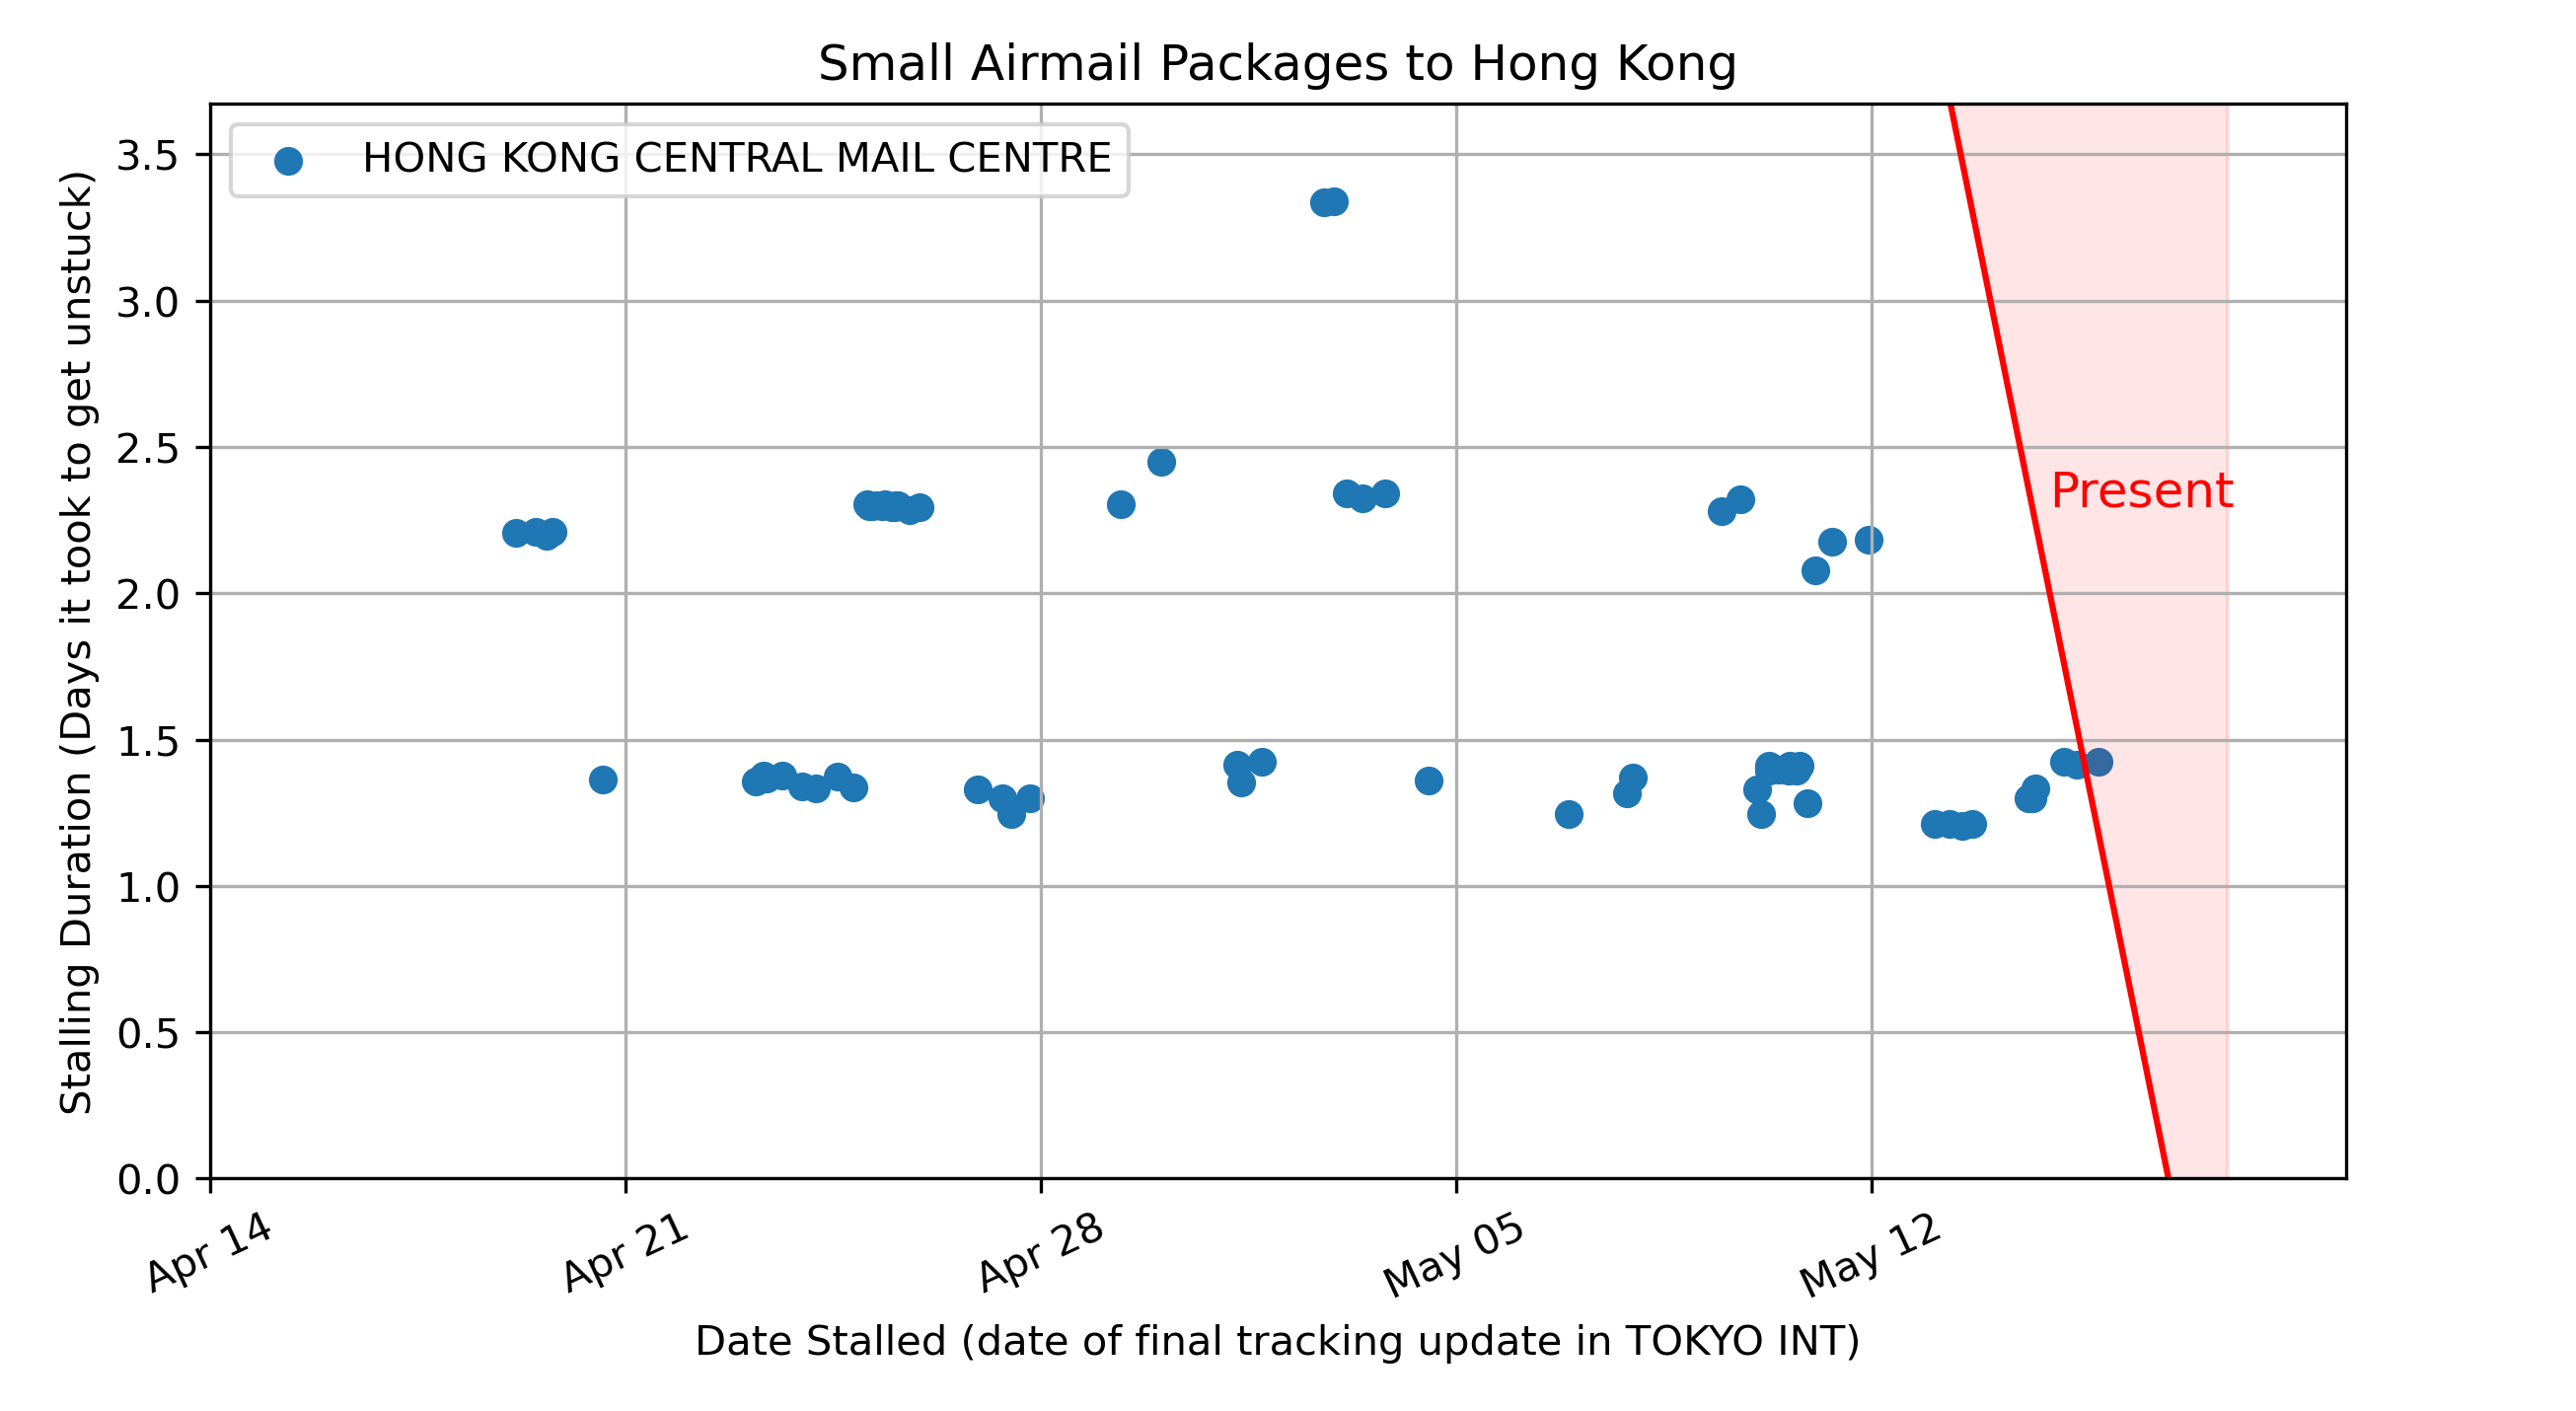 Small Airmail Packages to Hong Kong
HONG KONG CENTRAL MAIL CENTRE
Stalling Duration (Days it took to get unstuck)
3.5
3.0
2.5
2.0
1.5
1.0
0.5
0.0
Present
Apr 14
Apr 21
Apr 28
May 05
May 12
Date Stalled (date of final tracking update in TOKYO INT)